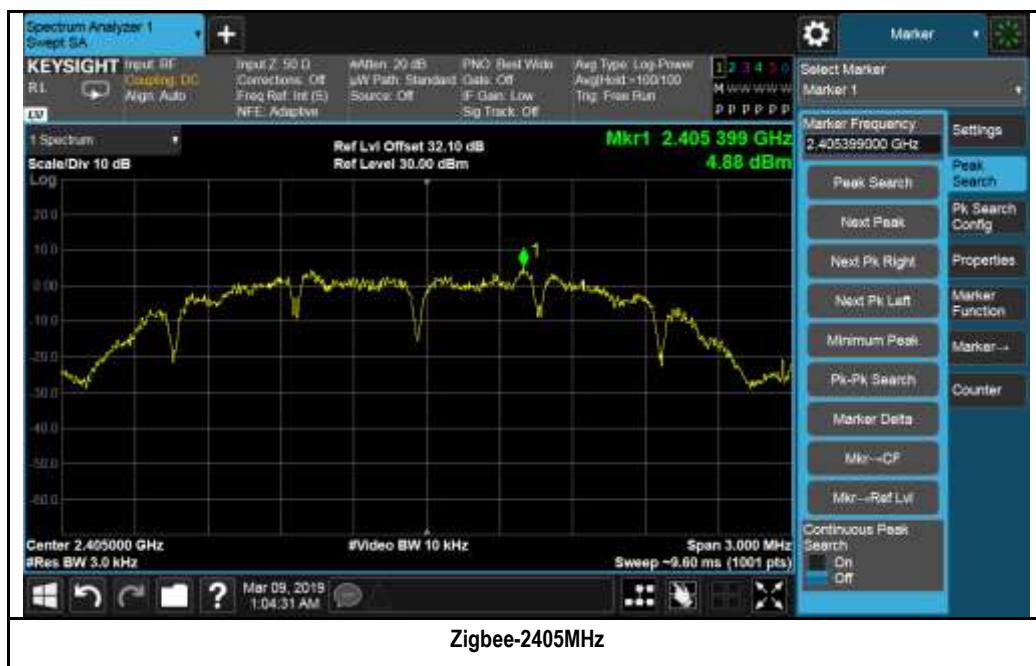 Spectrum Analyzer 1
Swept SA
+
Marker
KEYSIGHT
Input: RF
Coupling: DC
Align: Auto
RL
Input Z: 50 Ω
Corrections: Off
Freq Ref: Int (S)
NFE: Adaptive
#Atten: 20 dB
µW Path: Standard
Source: Off
PNO: Best Wide
Gate: Off
IF Gain: Low
Sig Track: Off
Avg Type: Log-Power
Avg|Hold: >100/100
Trig: Free Run
1 2 3 4 5 6
M W W W W W
P P P P P P
Select Marker
Marker 1
1 Spectrum
Scale/Div 10 dB
Log
Ref Lvl Offset 32.10 dB
Ref Level 30.00 dBm
Mkr1 2.405 399 GHz
4.88 dBm
20.0
10.0
0.00
-10.0
-20.0
-30.0
-40.0
-50.0
-60.0
1
Center 2.405000 GHz
#Res BW 3.0 kHz
#Video BW 10 kHz
Span 3.000 MHz
Sweep ~9.60 ms (1001 pts)
Marker Frequency
2.405399000 GHz
Peak Search
Next Peak
Next Pk Right
Next Pk Left
Minimum Peak
Pk-Pk Search
Marker Delta
Mkr→CF
Mkr→Ref Lvl
Continuous Peak
Search
On
Off
Settings
Peak
Search
Pk Search
Config
Properties
Marker
Function
Marker→
Counter
?
Mar 09, 2019
1:04:31 AM
Zigbee-2405MHz